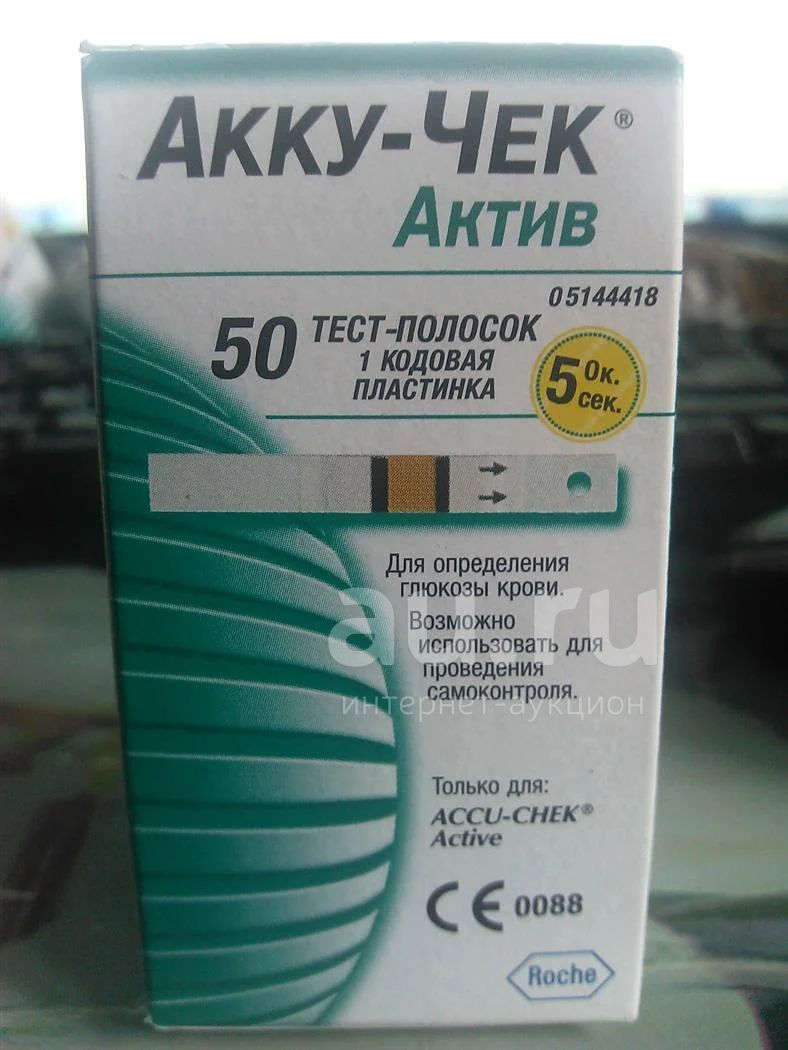 АККУ-ЧЕК®
АКТИВ
05144418
50 ТЕСТ-ПОЛОСОК
1 КОДОВАЯ
ПЛАСТИНКА
5 Ок.
сек.
Для определения
глюкозы крови.
Возможно
использовать для
проведения
самоконтроля.
au.ru
интернет-аукцион
Только для:
ACCU-CHEK®
Active
CE 0088
Roche